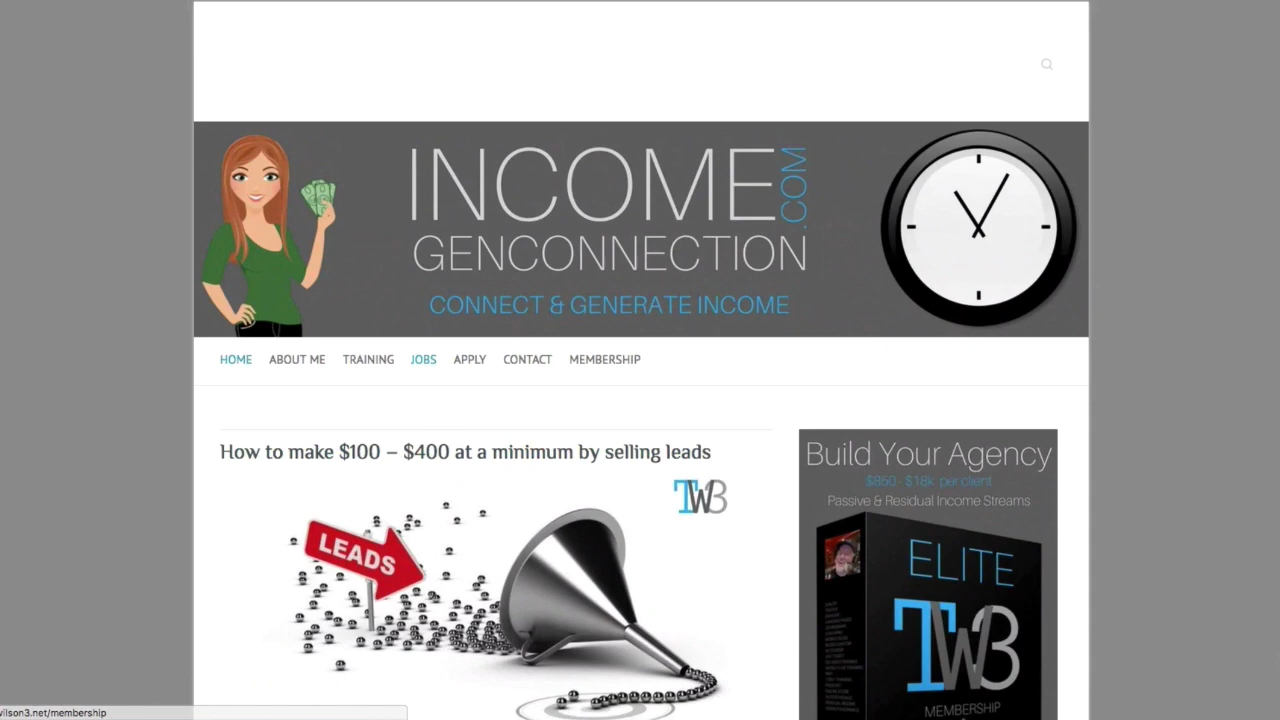 INCOME
.COM
GENCONNECTION
CONNECT & GENERATE INCOME
HOME ABOUT ME TRAINING JOBS APPLY CONTACT MEMBERSHIP
How to make $100 – $400 at a minimum by selling leads
TW3
LEADS
Build Your Agency
$850 - $18k per client
Passive & Residual Income Streams
ELITE
TW3
MEMBERSHIP
wilson3.net/membership